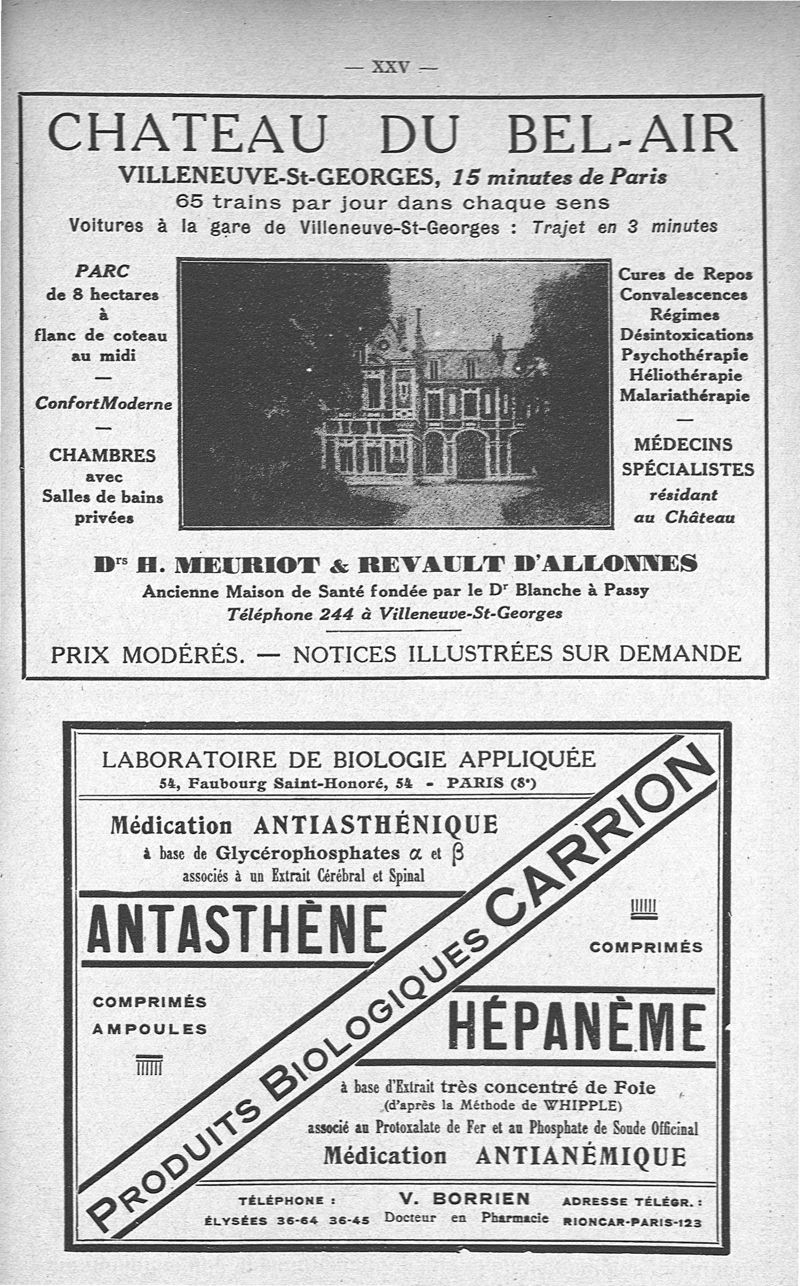 — XXV —
CHATEAU DU BEL-AIR
VILLENEUVE-St-GEORGES, 15 minutes de Paris
65 trains par jour dans chaque sens
Voitures à la gare de Villeneuve-St-Georges : Trajet en 3 minutes
PARC
de 8 hectares
à
flanc de coteau
au midi
—
Confort Moderne
—
CHAMBRES
avec
Salles de bains
privées
Cures de Repos
Convalescences
Régimes
Désintoxications
Psychothérapie
Héliothérapie
Malariathérapie
—
MÉDECINS
SPÉCIALISTES
résidant
au Château
Drs H. MEURIOT & REVAULT D'ALLONNES
Ancienne Maison de Santé fondée par le Dr Blanche à Passy
Téléphone 244 à Villeneuve-St-Georges
PRIX MODÉRÉS. — NOTICES ILLUSTRÉES SUR DEMANDE
LABORATOIRE DE BIOLOGIE APPLIQUÉE
54, Faubourg Saint-Honoré, 54 - PARIS (8e)
Médication ANTIASTHÉNIQUE
à base de Glycérophosphates α et β
associés à un Extrait Cérébral et Spinal
ANTASTHÈNE
COMPRIMÉS
AMPOULES
PRODUITS BIOLOGIQUES CARRION
COMPRIMÉS
HÉPANÈME
à base d'Extrait très concentré de Foie
(d'après la Méthode de WHIPPLE)
associé au Protoxalate de Fer et au Phosphate de Soude Officinal
Médication ANTIANÉMIQUE
TÉLÉPHONE :
ÉLYSÉES 36-64 36-45
V. BORRIEN
Docteur en Pharmacie
ADRESSE TÉLÉGR. :
RIONCAR-PARIS-123